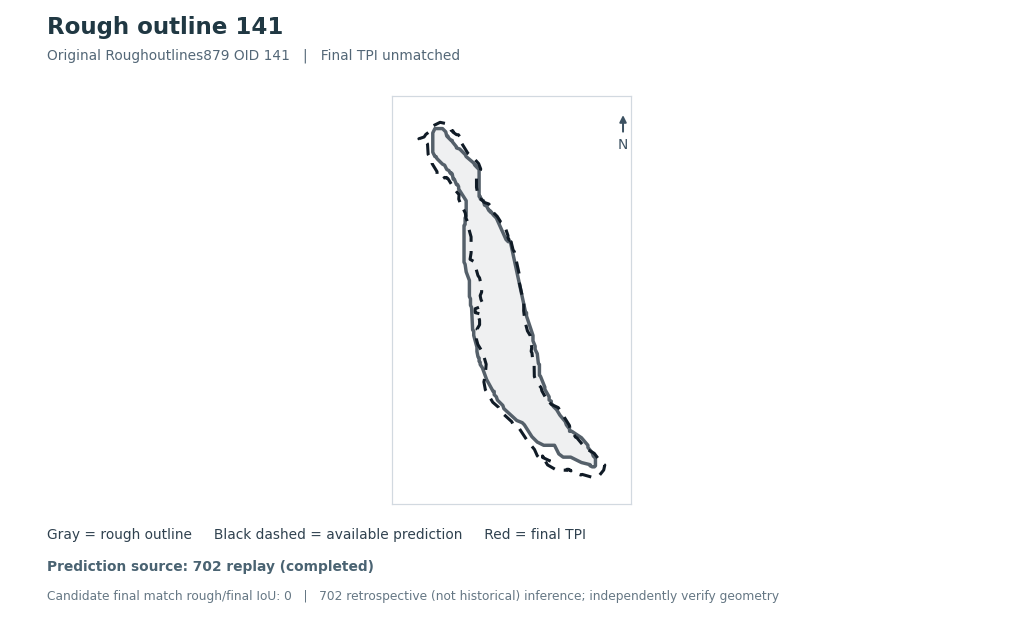 Rough outline 141
Original Roughoutlines879 OID 141   |   Final TPI unmatched
N
Gray = rough outline     Black dashed = available prediction     Red = final TPI
Prediction source: 702 replay (completed)
Candidate final match rough/final IoU: 0   |   702 retrospective (not historical) inference; independently verify geometry